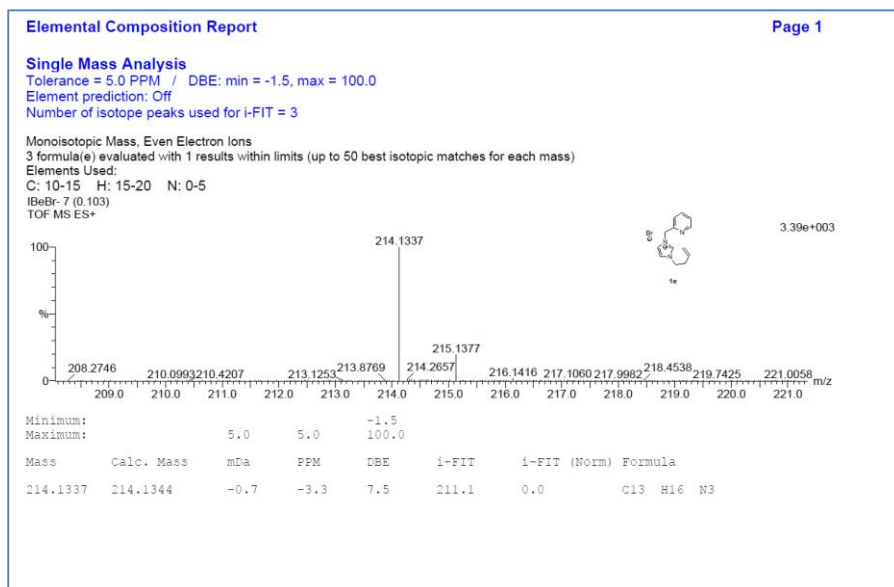 Elemental Composition Report Page 1
Single Mass Analysis
Tolerance = 5.0 PPM / DBE: min = -1.5, max = 100.0
Element prediction: Off
Number of isotope peaks used for i-FIT = 3
Monoisotopic Mass, Even Electron Ions
3 formula(e) evaluated with 1 results within limits (up to 50 best isotopic matches for each mass)
Elements Used:
C: 10-15 H: 15-20 N: 0-5
IBeBr- 7 (0.103)
TOF MS ES+
3.39e+003
Br
N
N
N
1e
100
%
0
214.1337
215.1377
208.2746 210.0993 210.4207 213.1253 213.8769 214.2657 216.1416 217.1060 217.9982 218.4538 219.7425 221.0058
m/z
209.0 210.0 211.0 212.0 213.0 214.0 215.0 216.0 217.0 218.0 219.0 220.0 221.0
Minimum: -1.5
Maximum: 5.0 5.0 100.0
Mass Calc. Mass mDa PPM DBE i-FIT i-FIT (Norm) Formula
214.1337 214.1344 -0.7 -3.3 7.5 211.1 0.0 C13 H16 N3